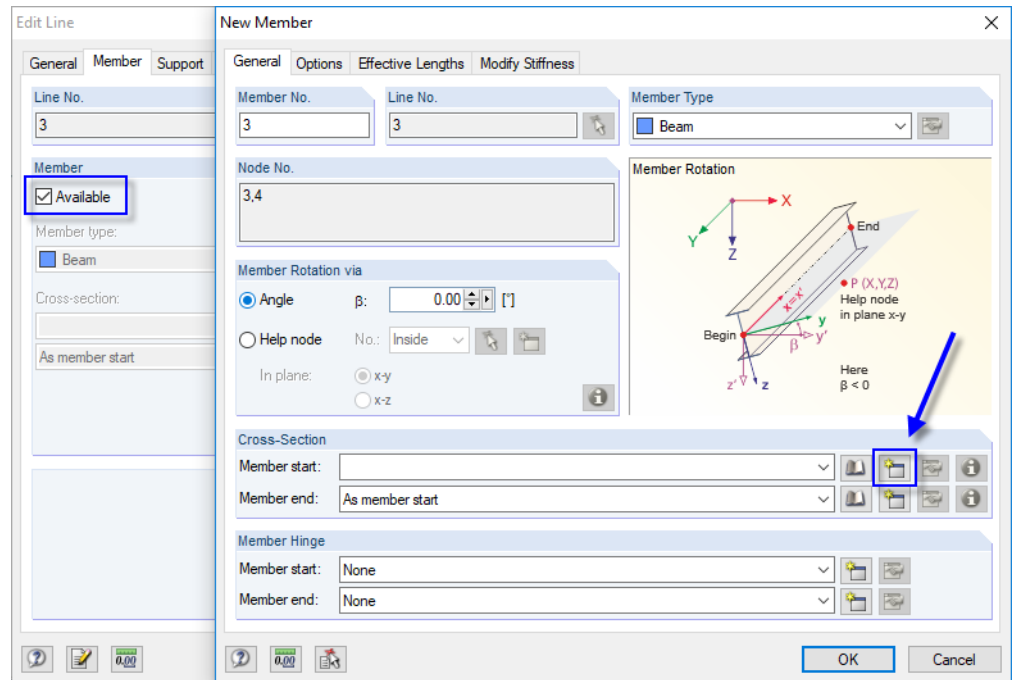 Edit Line
General Member Support
Line No.
3
Member
Available
Member type:
Beam
Cross-section:
As member start
0.00
New Member
General Options Effective Lengths Modify Stiffness
Member No.
3
Line No.
3
Member Type
Beam
Node No.
3,4
Member Rotation via
Angle β: 0.00 [°]
Help node No.: Inside
In plane: x-y
x-z
Member Rotation
X
Y
Z
End
P (X,Y,Z)
Help node
in plane x-y
x=x'
y
Begin
β
y'
z'
z
Here
β < 0
Cross-Section
Member start:
Member end: As member start
Member Hinge
Member start: None
Member end: None
0.00
OK Cancel